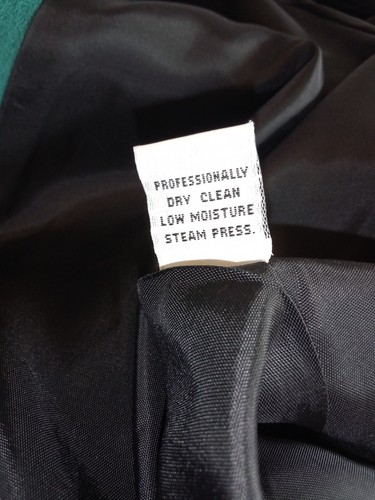 PROFESSIONALLY
DRY CLEAN
LOW MOISTURE
STEAM PRESS.